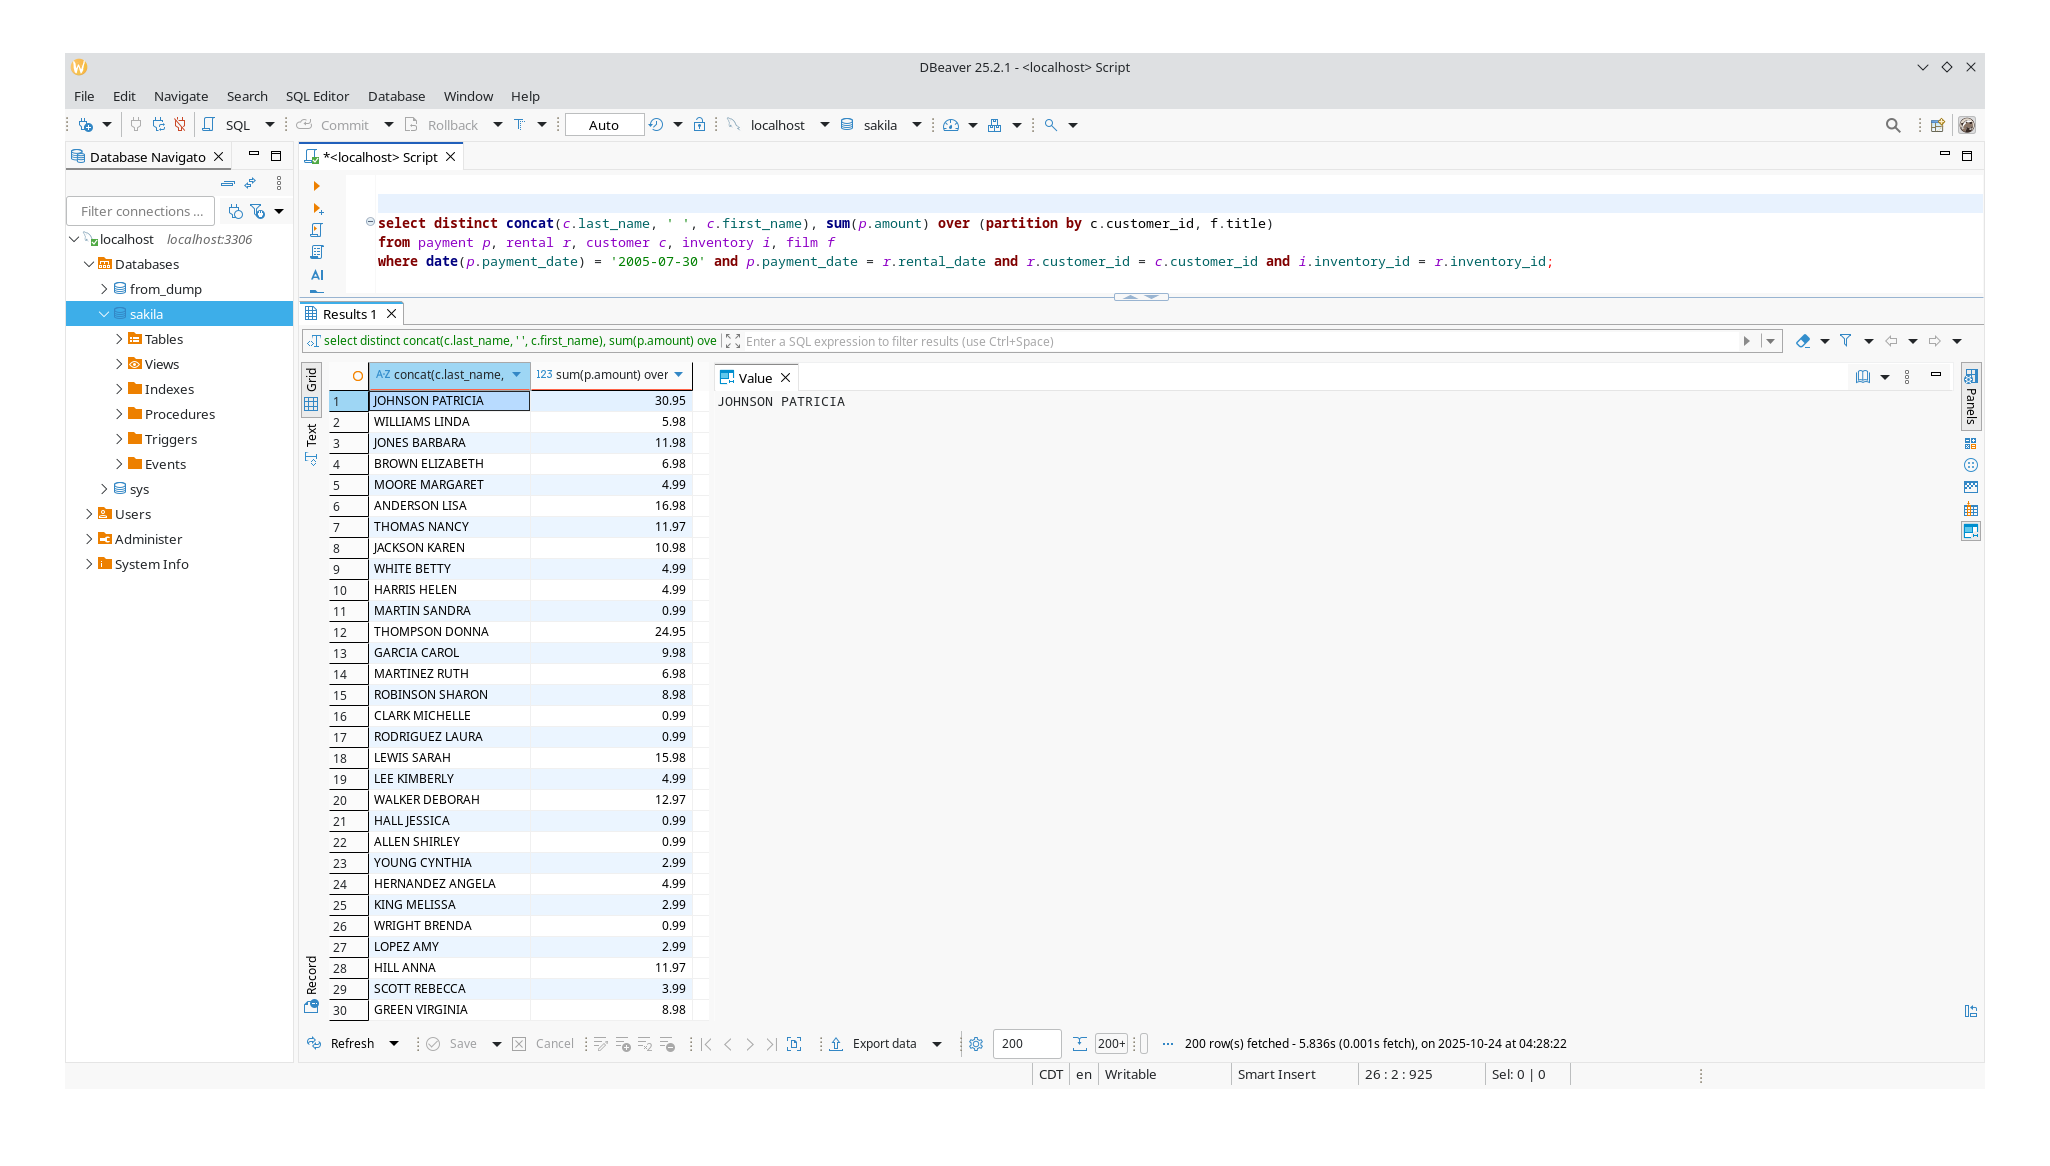 DBeaver 25.2.1 - <localhost> Script
File Edit Navigate Search SQL Editor Database Window Help
SQL Commit Rollback Auto localhost sakila
Database Navigato
*<localhost> Script
Filter connections ...
localhost localhost:3306
Databases
from_dump
sakila
Tables
Views
Indexes
Procedures
Triggers
Events
sys
Users
Administer
System Info
AI
select distinct concat(c.last_name, ' ', c.first_name), sum(p.amount) over (partition by c.customer_id, f.title)
from payment p, rental r, customer c, inventory i, film f
where date(p.payment_date) = '2005-07-30' and p.payment_date = r.rental_date and r.customer_id = c.customer_id and i.inventory_id = r.inventory_id;
Results 1
select distinct concat(c.last_name, ' ', c.first_name), sum(p.amount) ove Enter a SQL expression to filter results (use Ctrl+Space)
Grid
Text
Record
A-Z concat(c.last_name, 123 sum(p.amount) over
1 JOHNSON PATRICIA 30.95
2 WILLIAMS LINDA 5.98
3 JONES BARBARA 11.98
4 BROWN ELIZABETH 6.98
5 MOORE MARGARET 4.99
6 ANDERSON LISA 16.98
7 THOMAS NANCY 11.97
8 JACKSON KAREN 10.98
9 WHITE BETTY 4.99
10 HARRIS HELEN 4.99
11 MARTIN SANDRA 0.99
12 THOMPSON DONNA 24.95
13 GARCIA CAROL 9.98
14 MARTINEZ RUTH 6.98
15 ROBINSON SHARON 8.98
16 CLARK MICHELLE 0.99
17 RODRIGUEZ LAURA 0.99
18 LEWIS SARAH 15.98
19 LEE KIMBERLY 4.99
20 WALKER DEBORAH 12.97
21 HALL JESSICA 0.99
22 ALLEN SHIRLEY 0.99
23 YOUNG CYNTHIA 2.99
24 HERNANDEZ ANGELA 4.99
25 KING MELISSA 2.99
26 WRIGHT BRENDA 0.99
27 LOPEZ AMY 2.99
28 HILL ANNA 11.97
29 SCOTT REBECCA 3.99
30 GREEN VIRGINIA 8.98
Value
JOHNSON PATRICIA
Panels
Refresh Save Cancel Export data 200 200+ ... 200 row(s) fetched - 5.836s (0.001s fetch), on 2025-10-24 at 04:28:22
CDT en Writable Smart Insert 26 : 2 : 925 Sel: 0 | 0